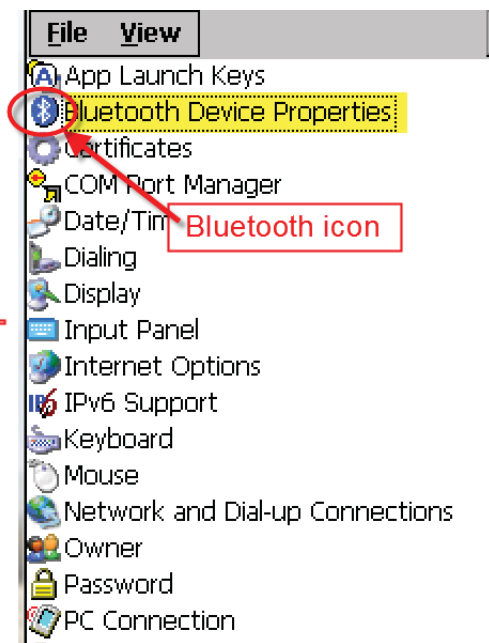 File View
App Launch Keys
Bluetooth Device Properties
Certificates
COM Port Manager
Date/Tim
Bluetooth icon
Dialing
Display
Input Panel
Internet Options
IPv6 Support
Keyboard
Mouse
Network and Dial-up Connections
Owner
Password
PC Connection